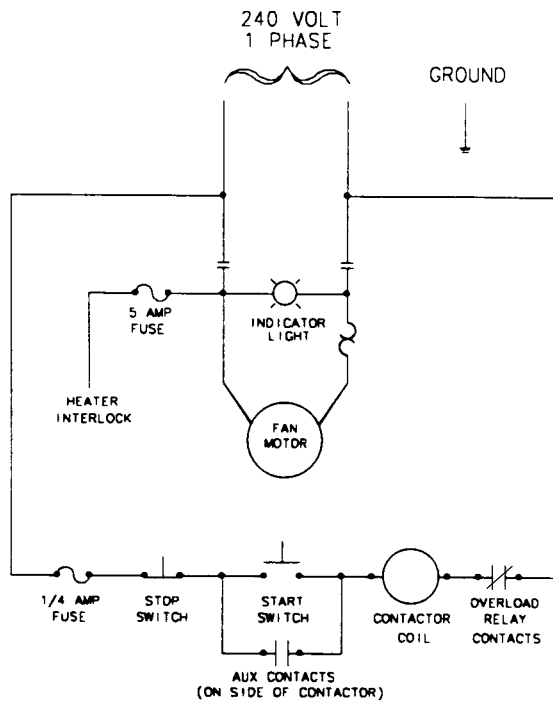 240 VOLT
1 PHASE
GROUND
5 AMP
FUSE
INDICATOR
LIGHT
HEATER
INTERLOCK
FAN
MOTOR
1/4 AMP
FUSE
STOP
SWITCH
START
SWITCH
CONTACTOR
COIL
OVERLOAD
RELAY
CONTACTS
AUX CONTACTS
(ON SIDE OF CONTACTOR)